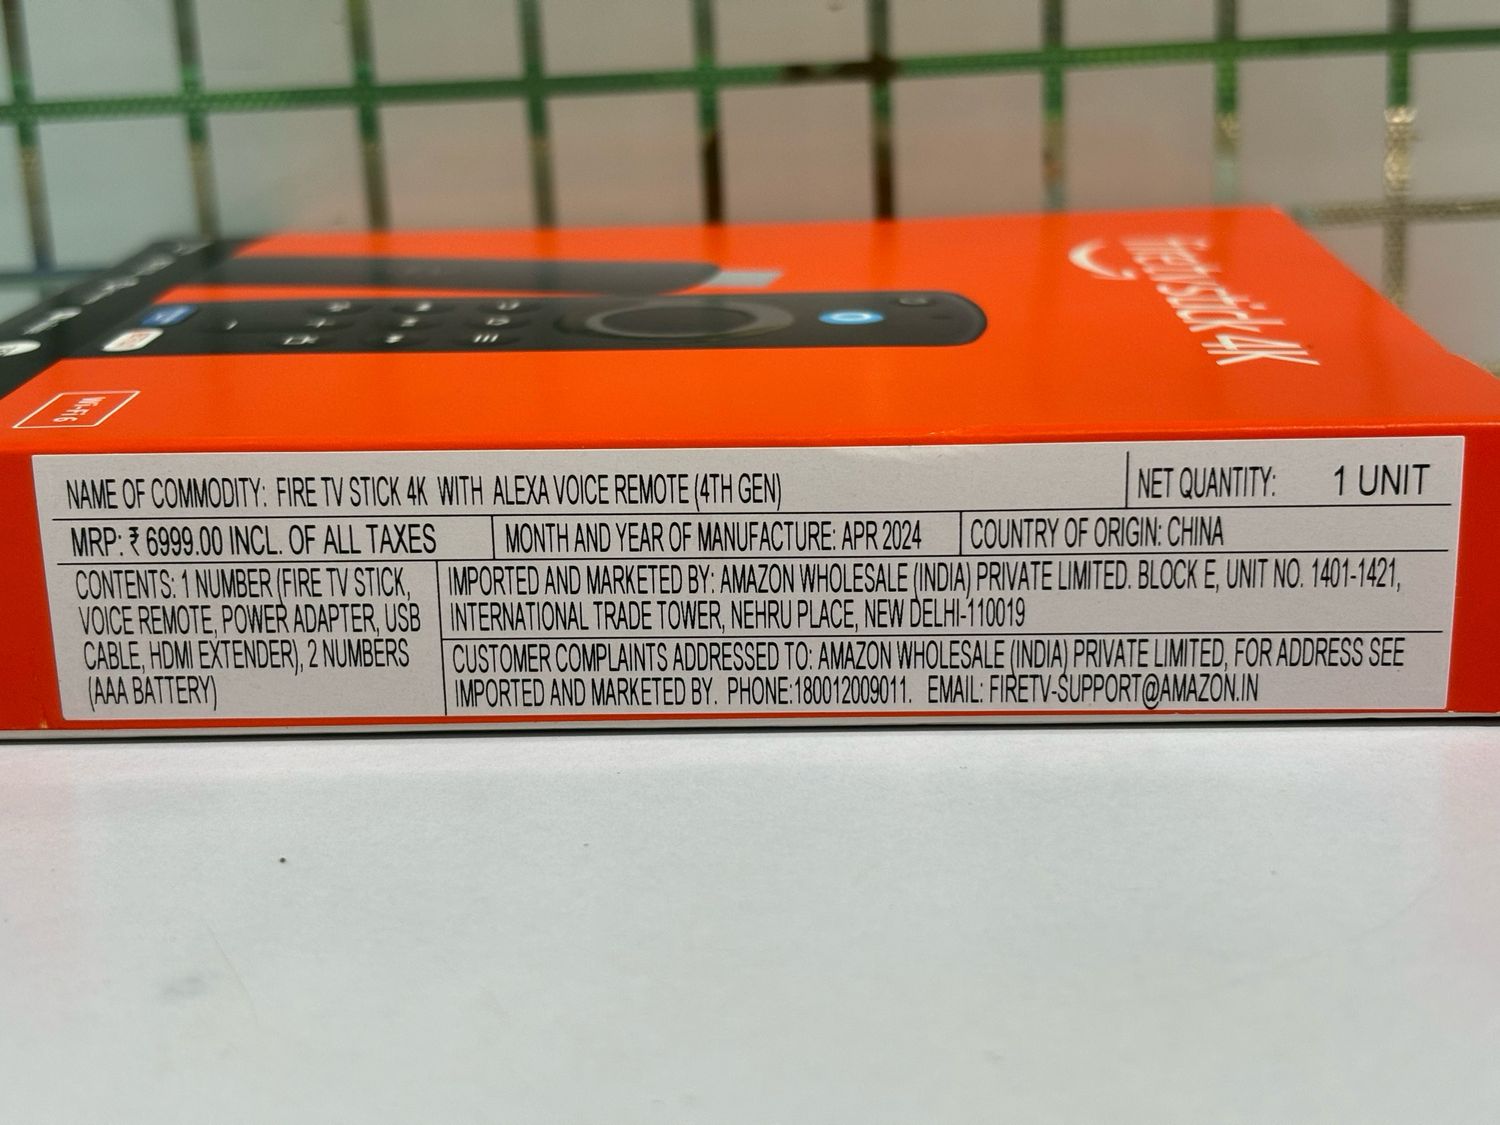 firetv stick 4K
Wi-Fi 6
NAME OF COMMODITY: FIRE TV STICK 4K WITH ALEXA VOICE REMOTE (4TH GEN)
NET QUANTITY: 1 UNIT
MRP: ₹ 6999.00 INCL. OF ALL TAXES
MONTH AND YEAR OF MANUFACTURE: APR 2024
COUNTRY OF ORIGIN: CHINA
CONTENTS: 1 NUMBER (FIRE TV STICK,
VOICE REMOTE, POWER ADAPTER, USB
CABLE, HDMI EXTENDER), 2 NUMBERS
(AAA BATTERY)
IMPORTED AND MARKETED BY: AMAZON WHOLESALE (INDIA) PRIVATE LIMITED. BLOCK E, UNIT NO. 1401-1421,
INTERNATIONAL TRADE TOWER, NEHRU PLACE, NEW DELHI-110019
CUSTOMER COMPLAINTS ADDRESSED TO: AMAZON WHOLESALE (INDIA) PRIVATE LIMITED, FOR ADDRESS SEE
IMPORTED AND MARKETED BY. PHONE:180012009011. EMAIL: FIRETV-SUPPORT@AMAZON.IN